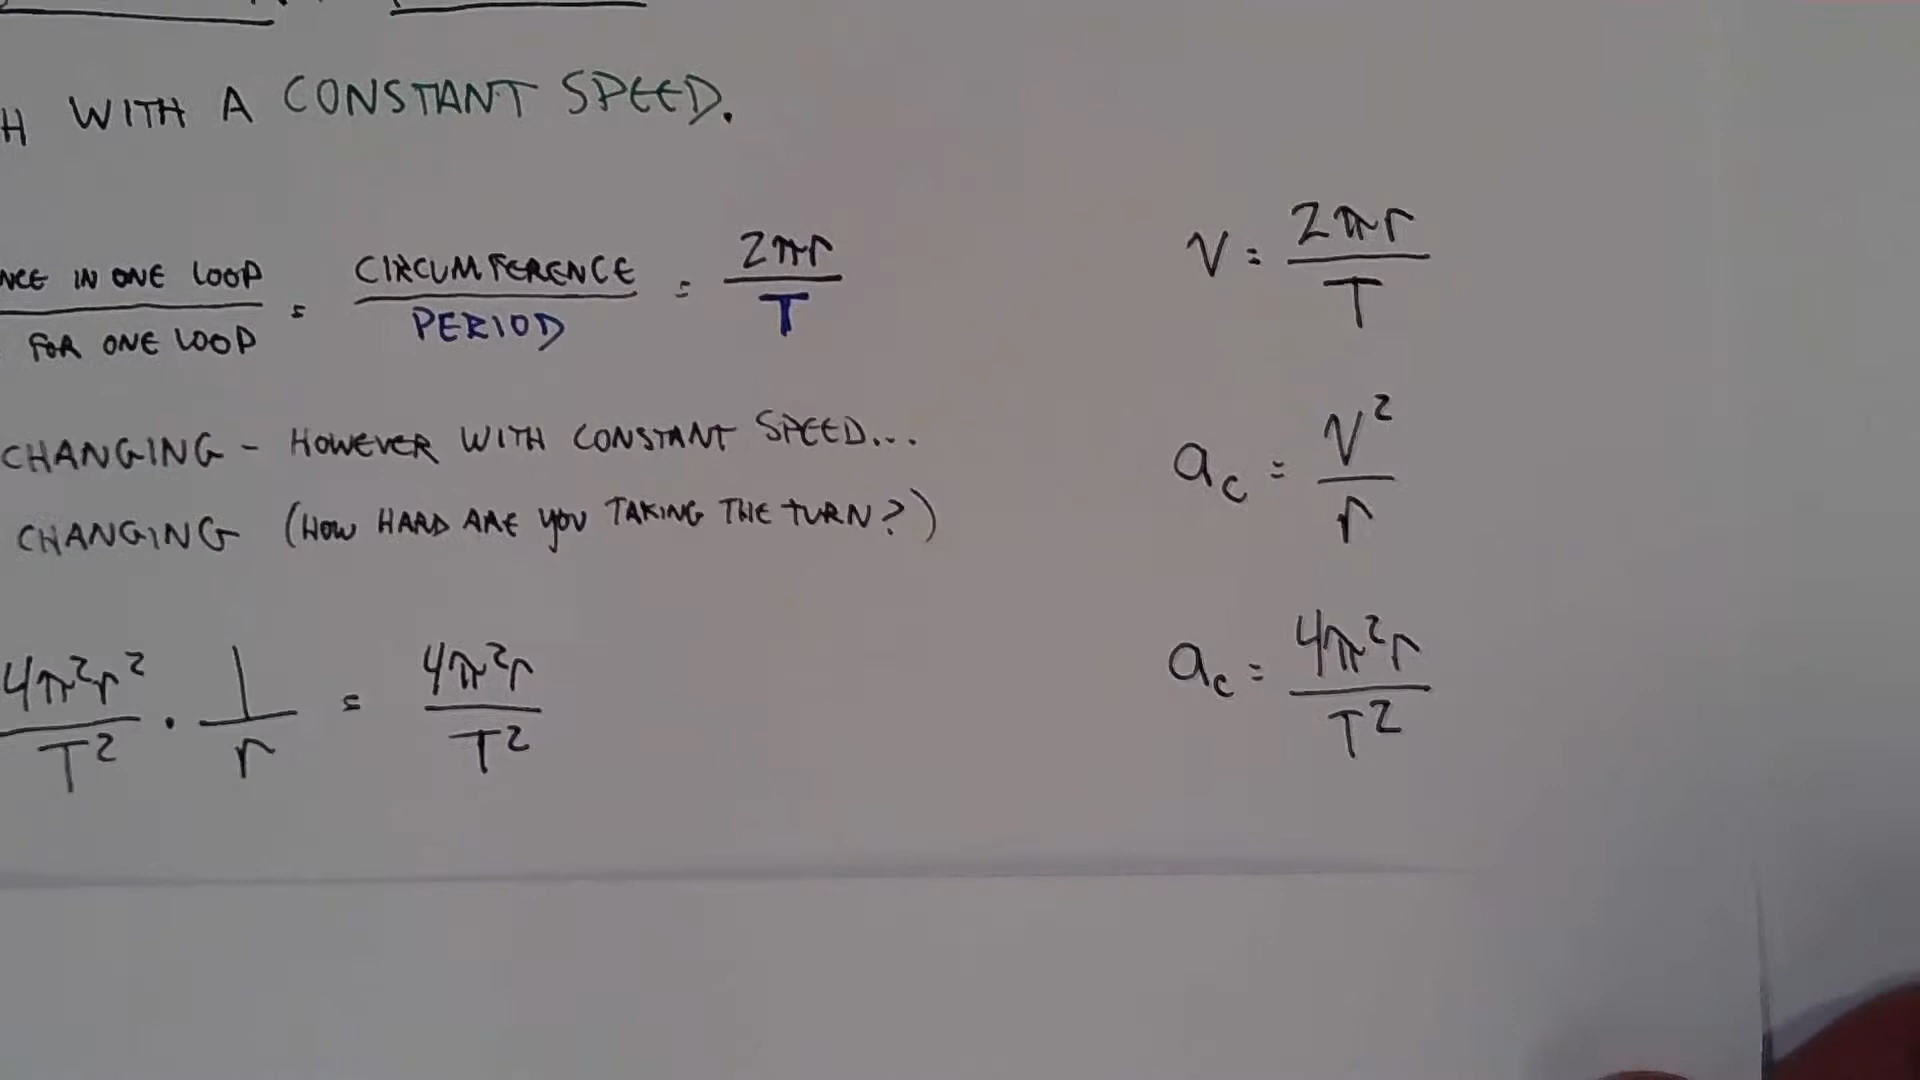 H WITH A CONSTANT SPEED.
NCE IN ONE LOOP / FOR ONE LOOP = CIRCUMFERENCE / PERIOD = 2πr / T
V = 2πr / T
CHANGING – HOWEVER WITH CONSTANT SPEED...
CHANGING (HOW HARD ARE YOU TAKING THE TURN?)
a_c = V² / r
4π²r² / T² · 1 / r = 4π²r / T²
a_c = 4π²r / T²